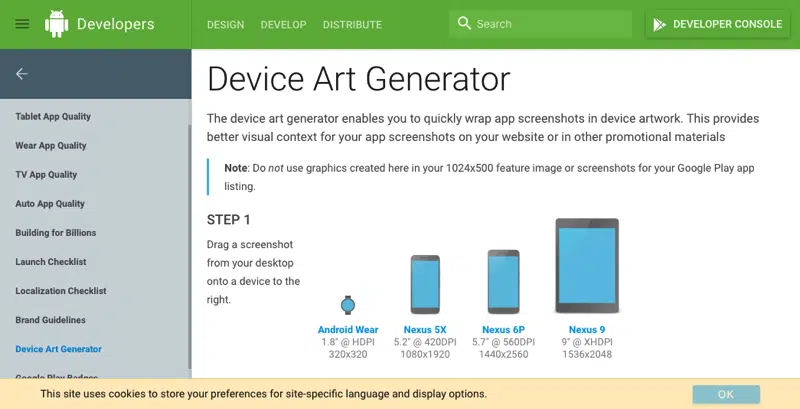 Developers
DESIGN
DEVELOP
DISTRIBUTE
Search
DEVELOPER CONSOLE
Tablet App Quality
Wear App Quality
TV App Quality
Auto App Quality
Building for Billions
Launch Checklist
Localization Checklist
Brand Guidelines
Device Art Generator
Google Play Badges
Device Art Generator
The device art generator enables you to quickly wrap app screenshots in device artwork. This provides
better visual context for your app screenshots on your website or in other promotional materials
Note: Do not use graphics created here in your 1024x500 feature image or screenshots for your Google Play app
listing.
STEP 1
Drag a screenshot
from your desktop
onto a device to the
right.
Android Wear
1.8" @ HDPI
320x320
Nexus 5X
5.2" @ 420DPI
1080x1920
Nexus 6P
5.7" @ 560DPI
1440x2560
Nexus 9
9" @ XHDPI
1536x2048
This site uses cookies to store your preferences for site-specific language and display options.
OK